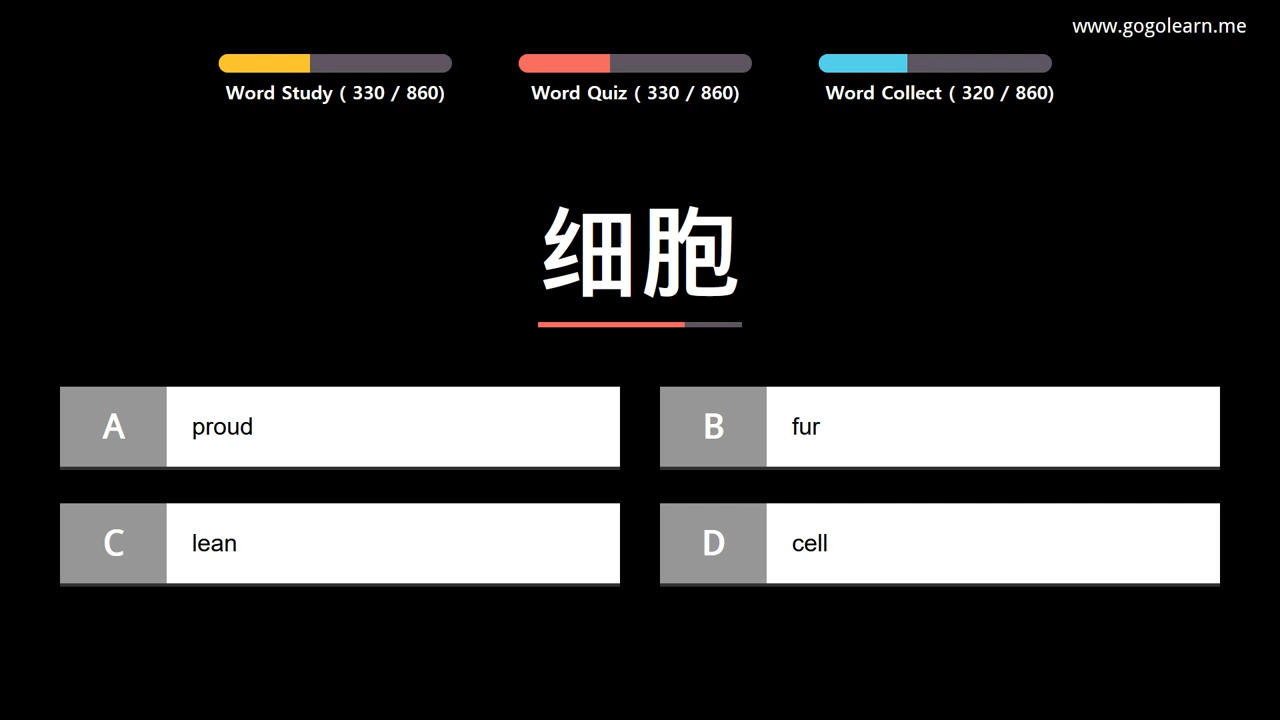 www.gogolearn.me
Word Study ( 330 / 860)
Word Quiz ( 330 / 860)
Word Collect ( 320 / 860)
细胞
A proud
B fur
C lean
D cell